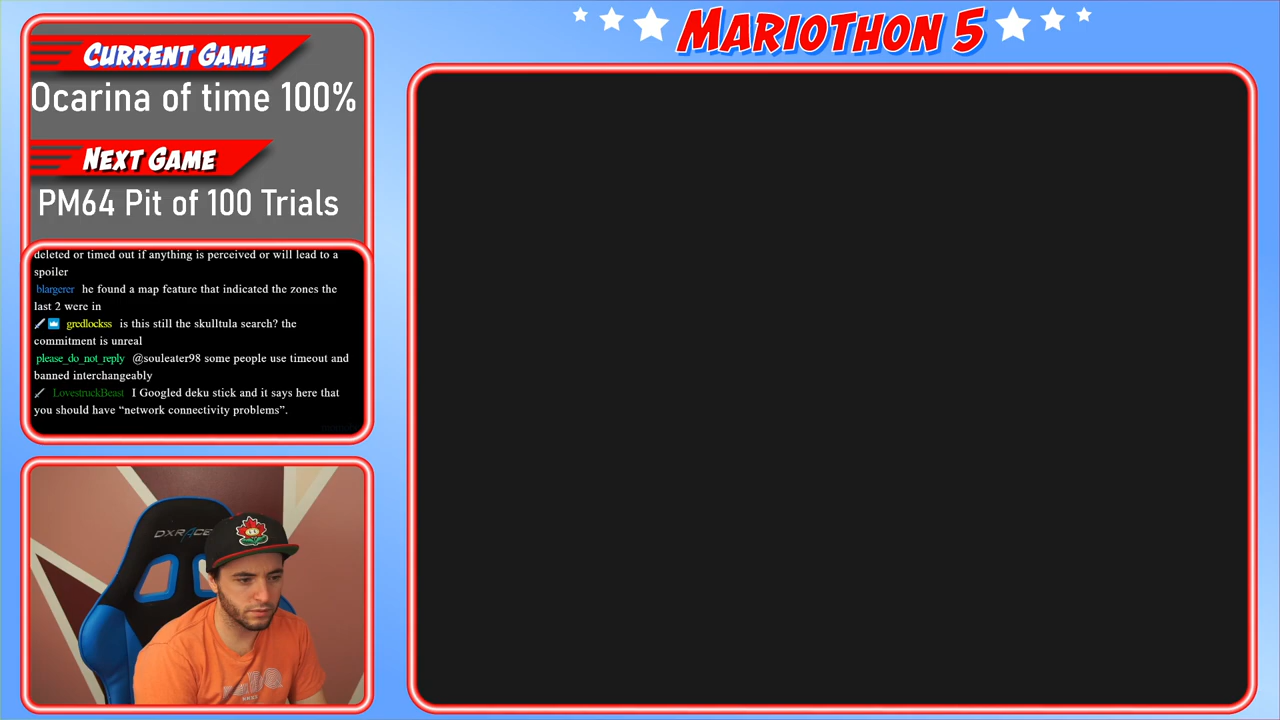 MARIOTHON 5
CURRENT GAME
Ocarina of time 100%
NEXT GAME
PM64 Pit of 100 Trials
deleted or timed out if anything is perceived or will lead to a
spoiler
blargerer he found a map feature that indicated the zones the
last 2 were in
gredlockss is this still the skulltula search? the
commitment is unreal
please_do_not_reply @souleater98 some people use timeout and
banned interchangeably
LovestruckBeast I Googled deku stick and it says here that
you should have “network connectivity problems”.